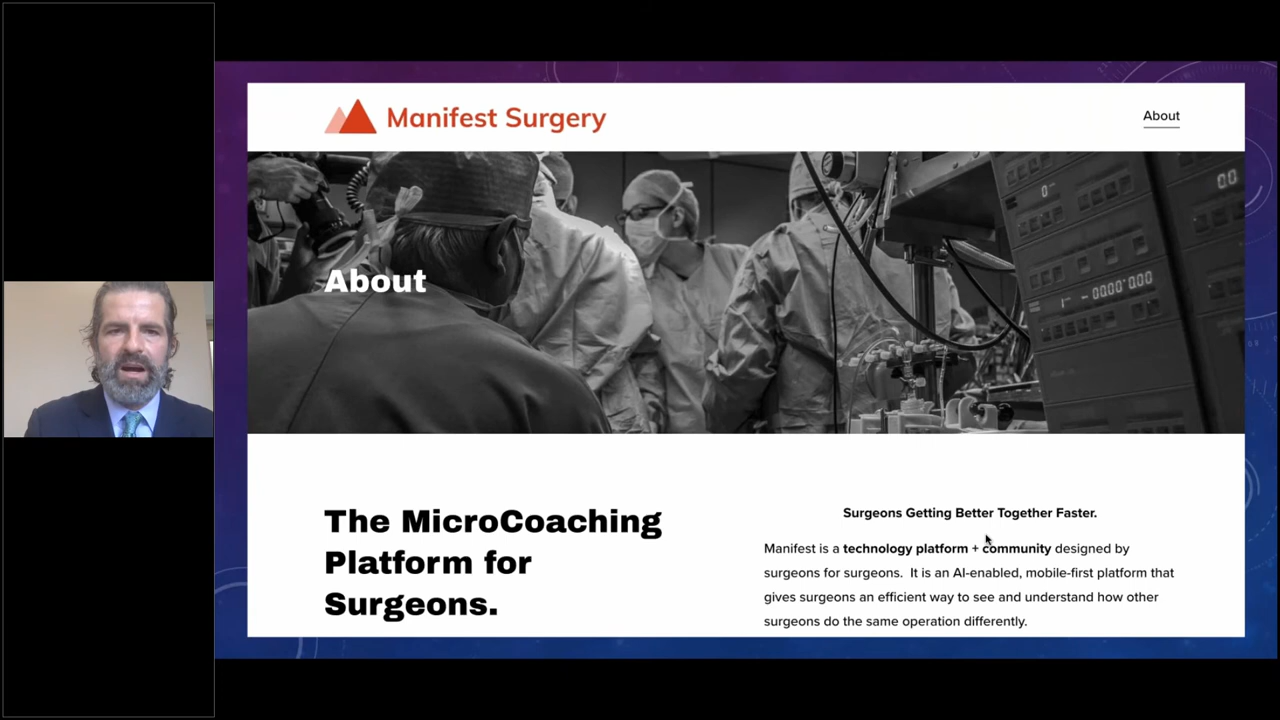 Manifest Surgery
About
About
The MicroCoaching
Platform for
Surgeons.
Surgeons Getting Better Together Faster.
Manifest is a technology platform + community designed by
surgeons for surgeons.  It is an AI-enabled, mobile-first platform that
gives surgeons an efficient way to see and understand how other
surgeons do the same operation differently.